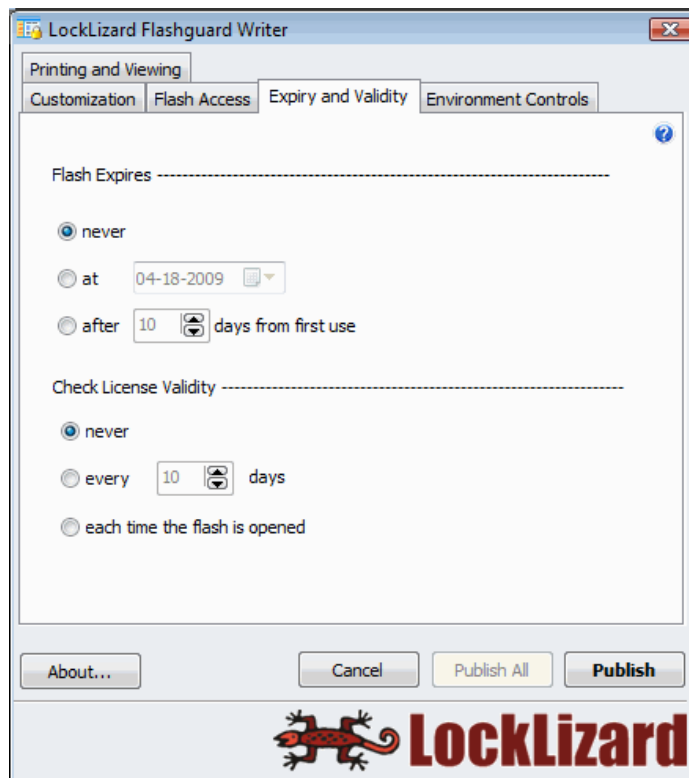 LockLizard Flashguard Writer
Printing and Viewing
Customization Flash Access Expiry and Validity Environment Controls
?
Flash Expires ------------------------------------------------------------------------
never
at 04-18-2009
after 10 days from first use
Check License Validity ----------------------------------------------------------------
never
every 10 days
each time the flash is opened
About... Cancel Publish All Publish
LockLizard